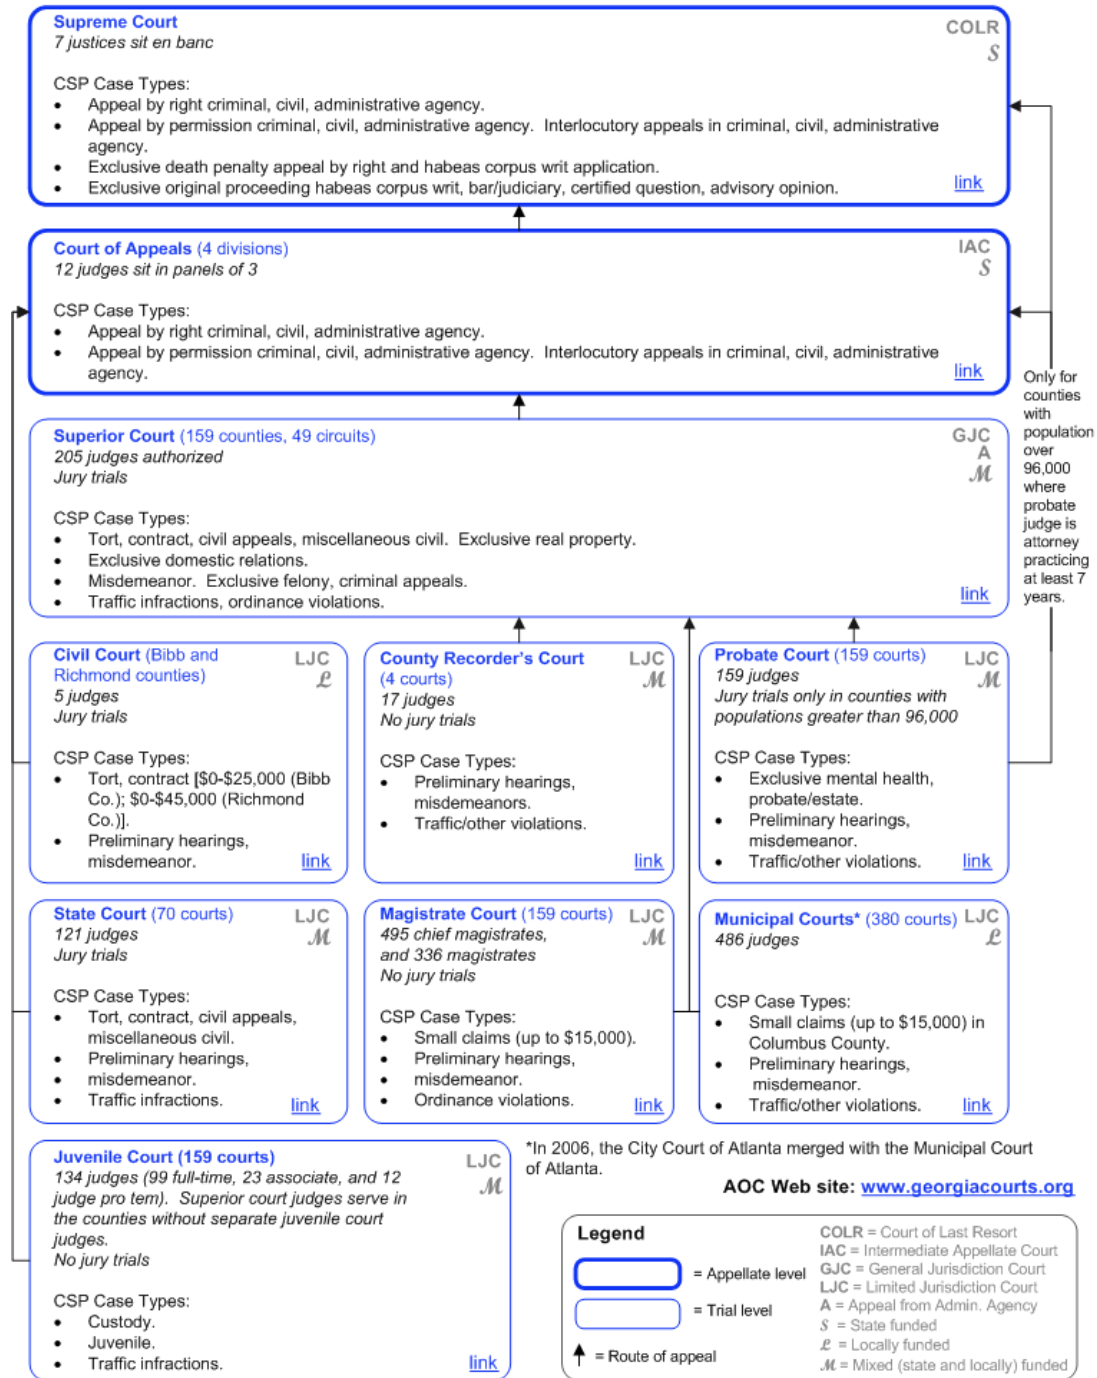 Supreme Court
COLR
7 justices sit en banc
S
CSP Case Types:
• Appeal by right criminal, civil, administrative agency.
• Appeal by permission criminal, civil, administrative agency. Interlocutory appeals in criminal, civil, administrative
agency.
• Exclusive death penalty appeal by right and habeas corpus writ application.
• Exclusive original proceeding habeas corpus writ, bar/judiciary, certified question, advisory opinion.
link
Court of Appeals (4 divisions)
IAC
12 judges sit in panels of 3
S
CSP Case Types:
• Appeal by right criminal, civil, administrative agency.
• Appeal by permission criminal, civil, administrative agency. Interlocutory appeals in criminal, civil, administrative
agency.
link
Only for
counties
with
population
over
96,000
where
probate
judge is
attorney
practicing
at least 7
years.
Superior Court (159 counties, 49 circuits)
GJC
205 judges authorized
A
Jury trials
M
CSP Case Types:
• Tort, contract, civil appeals, miscellaneous civil. Exclusive real property.
• Exclusive domestic relations.
• Misdemeanor. Exclusive felony, criminal appeals.
• Traffic infractions, ordinance violations.
link
Civil Court (Bibb and
LJC
Richmond counties)
L
5 judges
Jury trials
CSP Case Types:
• Tort, contract [$0-$25,000 (Bibb
Co.); $0-$45,000 (Richmond
Co.)].
• Preliminary hearings,
misdemeanor.
link
County Recorder's Court
LJC
(4 courts)
M
17 judges
No jury trials
CSP Case Types:
• Preliminary hearings,
misdemeanors.
• Traffic/other violations.
link
Probate Court (159 courts)
LJC
159 judges
M
Jury trials only in counties with
populations greater than 96,000
CSP Case Types:
• Exclusive mental health,
probate/estate.
• Preliminary hearings,
misdemeanor.
• Traffic/other violations.
link
State Court (70 courts)
LJC
121 judges
M
Jury trials
CSP Case Types:
• Tort, contract, civil appeals,
miscellaneous civil.
• Preliminary hearings,
• misdemeanor.
• Traffic infractions.
link
Magistrate Court (159 courts)
LJC
495 chief magistrates,
M
and 336 magistrates
No jury trials
CSP Case Types:
• Small claims (up to $15,000).
• Preliminary hearings,
• misdemeanor.
• Ordinance violations.
link
Municipal Courts* (380 courts)
LJC
486 judges
L
CSP Case Types:
• Small claims (up to $15,000) in
Columbus County.
• Preliminary hearings,
misdemeanor.
• Traffic/other violations.
link
Juvenile Court (159 courts)
LJC
134 judges (99 full-time, 23 associate, and 12
M
judge pro tem). Superior court judges serve in
the counties without separate juvenile court
judges.
No jury trials
CSP Case Types:
• Custody.
• Juvenile.
• Traffic infractions.
link
*In 2006, the City Court of Atlanta merged with the Municipal Court
of Atlanta.
AOC Web site: www.georgiacourts.org
Legend
= Appellate level
= Trial level
= Route of appeal
COLR = Court of Last Resort
IAC = Intermediate Appellate Court
GJC = General Jurisdiction Court
LJC = Limited Jurisdiction Court
A = Appeal from Admin. Agency
S = State funded
L = Locally funded
M = Mixed (state and locally) funded